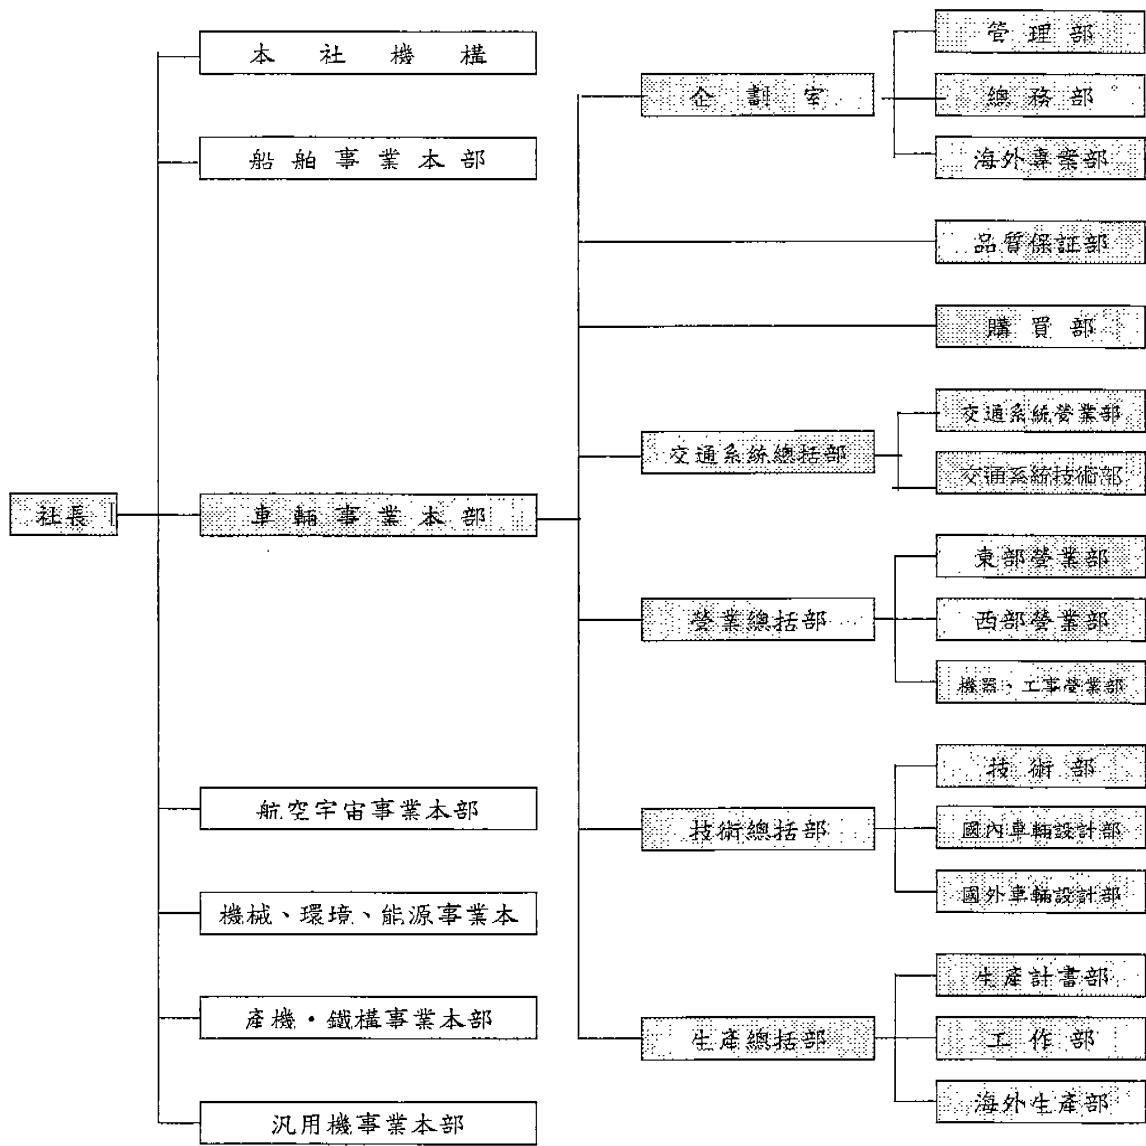 社長
本社機構
船舶事業本部
車輛事業本部
航空宇宙事業本部
機械、環境、能源事業本
產機・鐵構事業本部
汎用機事業本部
企劃室
交通系統總括部
營業總括部
技術總括部
生產總括部
管理部
總務部
海外專業部
品質保証部
購買部
交通系統營業部
交通系統技術部
東部營業部
西部營業部
機器、工事營業部
技術部
國內車輛設計部
國外車輛設計部
生產計書部
工作部
海外生產部